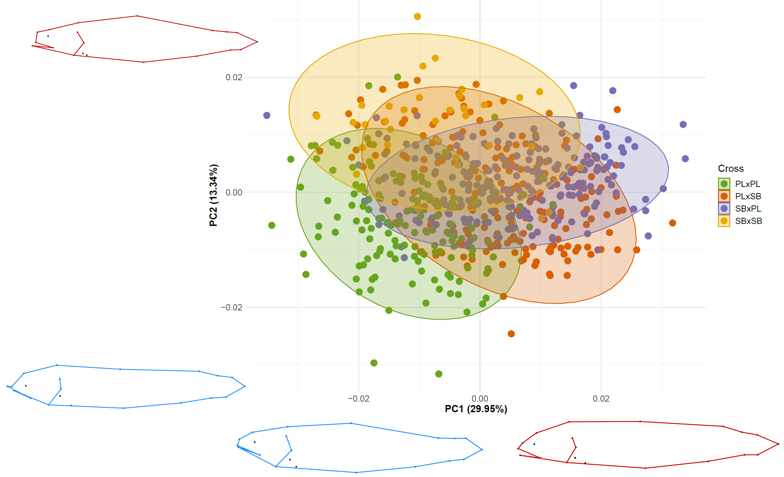 0.02
0.00
−0.02
PC2 (13.34%)
−0.02
0.00
0.02
PC1 (29.95%)
Cross
PLxPL
PLxSB
SBxPL
SBxSB